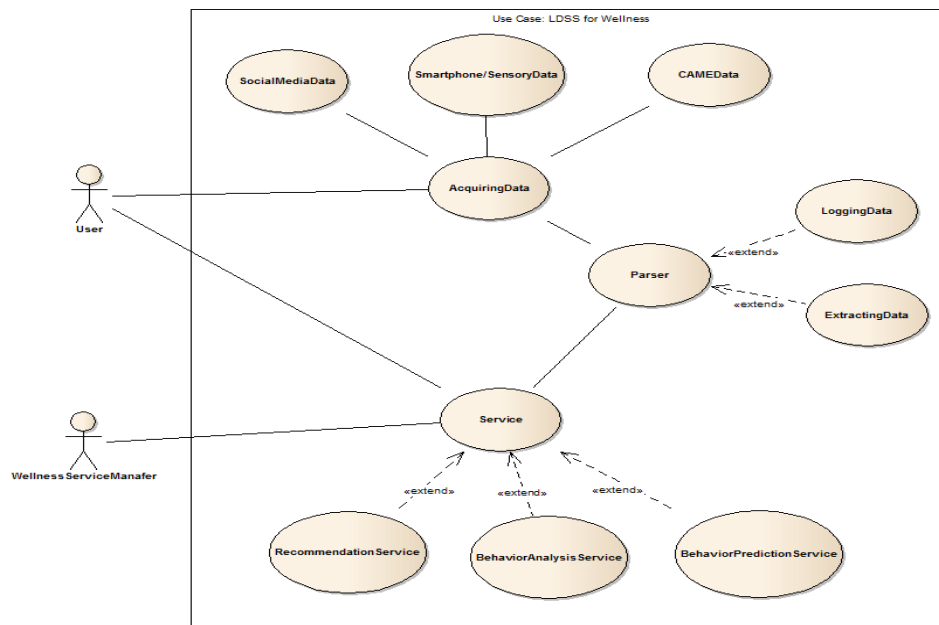 Use Case: LDSS for Wellness
SocialMediaData
Smartphone/SensoryData
CAMEData
AcquiringData
User
LoggingData
«extend»
Parser
«extend»
ExtractingData
Service
WellnessServiceManafer
«extend»
«extend»
«extend»
RecommendationService
BehaviorAnalysisService
BehaviorPredictionService